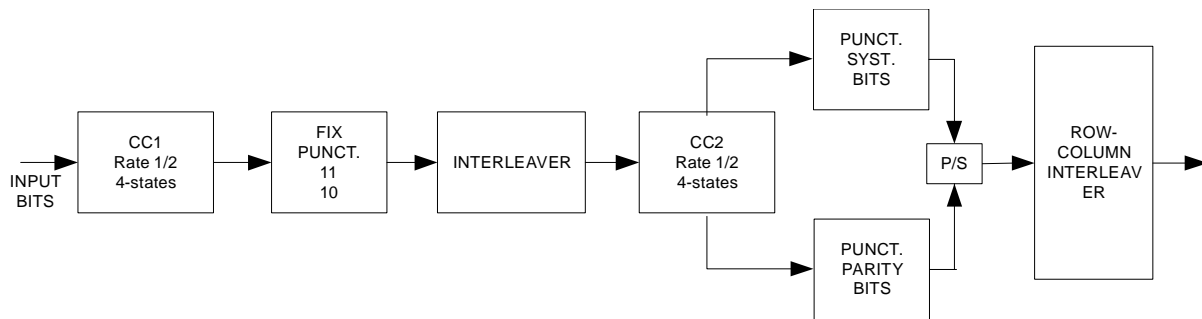 INPUT
BITS
CC1
Rate 1/2
4-states
FIX
PUNCT.
11
10
INTERLEAVER
CC2
Rate 1/2
4-states
PUNCT.
SYST.
BITS
PUNCT.
PARITY
BITS
P/S
ROW-
COLUMN
INTERLEAV
ER